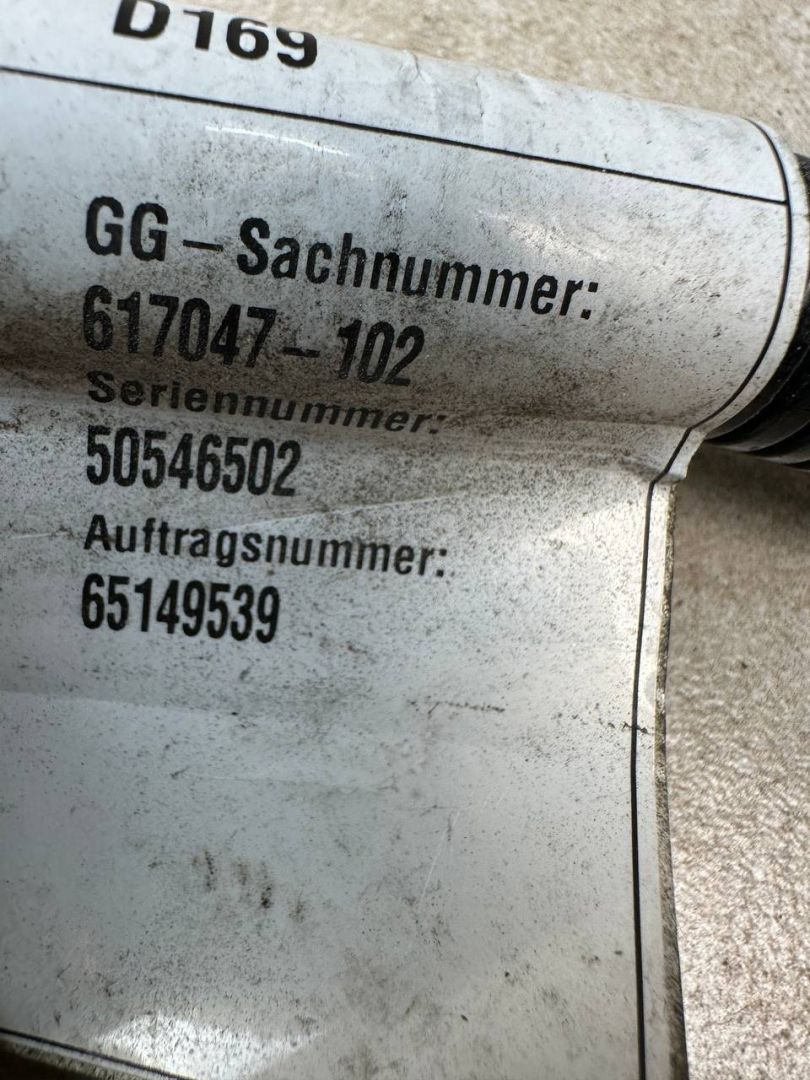 D169
GG – Sachnummer:
617047 – 102
Seriennummer:
50546502
Auftragsnummer:
65149539